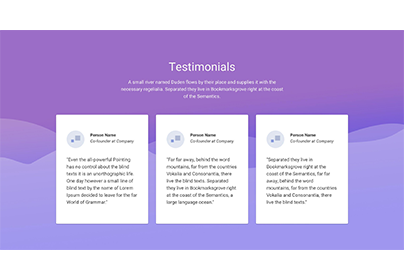 Testimonials
A small river named Duden flows by their place and supplies it with the
necessary regelialia. Separated they live in Bookmarksgrove right at the coast
of the Semantics.
Person Name
Co-founder at Company
"Even the all-powerful Pointing
has no control about the blind
texts it is an unorthographic life.
One day however a small line of
blind text by the name of Lorem
Ipsum decided to leave for the far
World of Grammar."
Person Name
Co-founder at Company
"Far far away, behind the word
mountains, far from the countries
Vokalia and Consonantia, there
live the blind texts. Separated
they live in Bookmarksgrove right
at the coast of the Semantics, a
large language ocean."
Person Name
Co-founder at Company
"Separated they live in
Bookmarksgrove right at the
coast of the Semantics, far far
away, behind the word
mountains, far from the countries
Vokalia and Consonantia, there
live the blind texts."